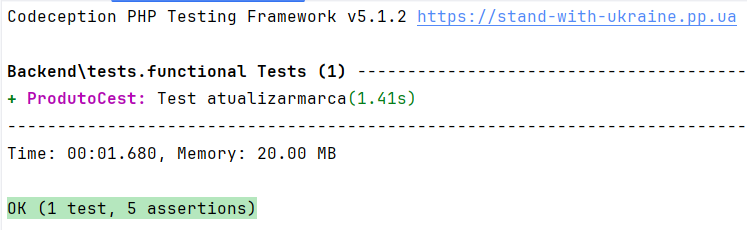 Codeception PHP Testing Framework v5.1.2 https://stand-with-ukraine.pp.ua
Backend\tests.functional Tests (1) ---------------------------------------
+ ProdutoCest: Test atualizarmarca(1.41s)
--------------------------------------------------------------------------
Time: 00:01.680, Memory: 20.00 MB
OK (1 test, 5 assertions)